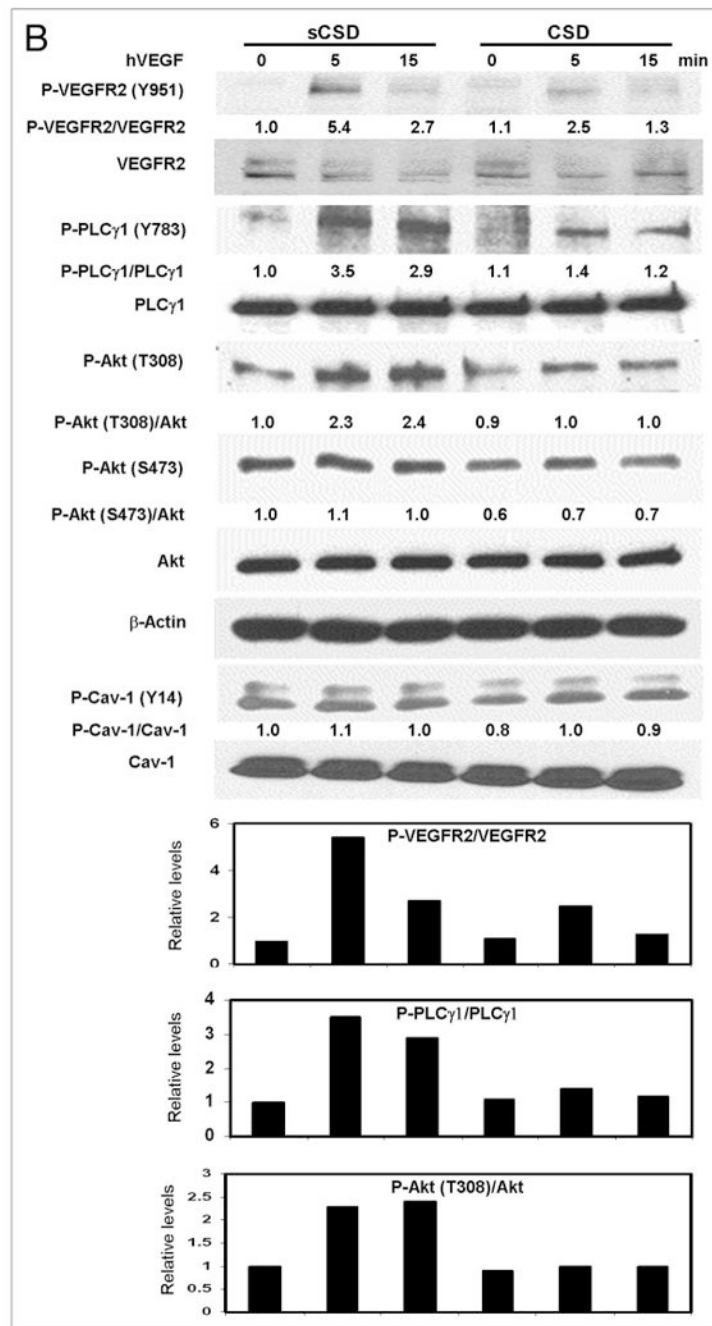 B
sCSD CSD
hVEGF 0 5 15 0 5 15 min
P-VEGFR2 (Y951)
P-VEGFR2/VEGFR2 1.0 5.4 2.7 1.1 2.5 1.3
VEGFR2
P-PLCγ1 (Y783)
P-PLCγ1/PLCγ1 1.0 3.5 2.9 1.1 1.4 1.2
PLCγ1
P-Akt (T308)
P-Akt (T308)/Akt 1.0 2.3 2.4 0.9 1.0 1.0
P-Akt (S473)
P-Akt (S473)/Akt 1.0 1.1 1.0 0.6 0.7 0.7
Akt
β-Actin
P-Cav-1 (Y14)
P-Cav-1/Cav-1 1.0 1.1 1.0 0.8 1.0 0.9
Cav-1
P-VEGFR2/VEGFR2
Relative levels
6
4
2
0
P-PLCγ1/PLCγ1
Relative levels
4
3
2
1
0
P-Akt (T308)/Akt
Relative levels
3
2.5
2
1.5
1
0.5
0